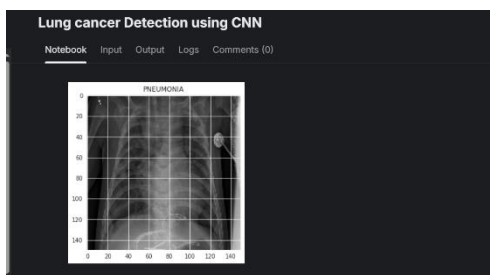 Lung cancer Detection using CNN
Notebook Input Output Logs Comments (0)
PNEUMONIA
0
20
40
60
80
100
120
140
0 20 40 60 80 100 120 140